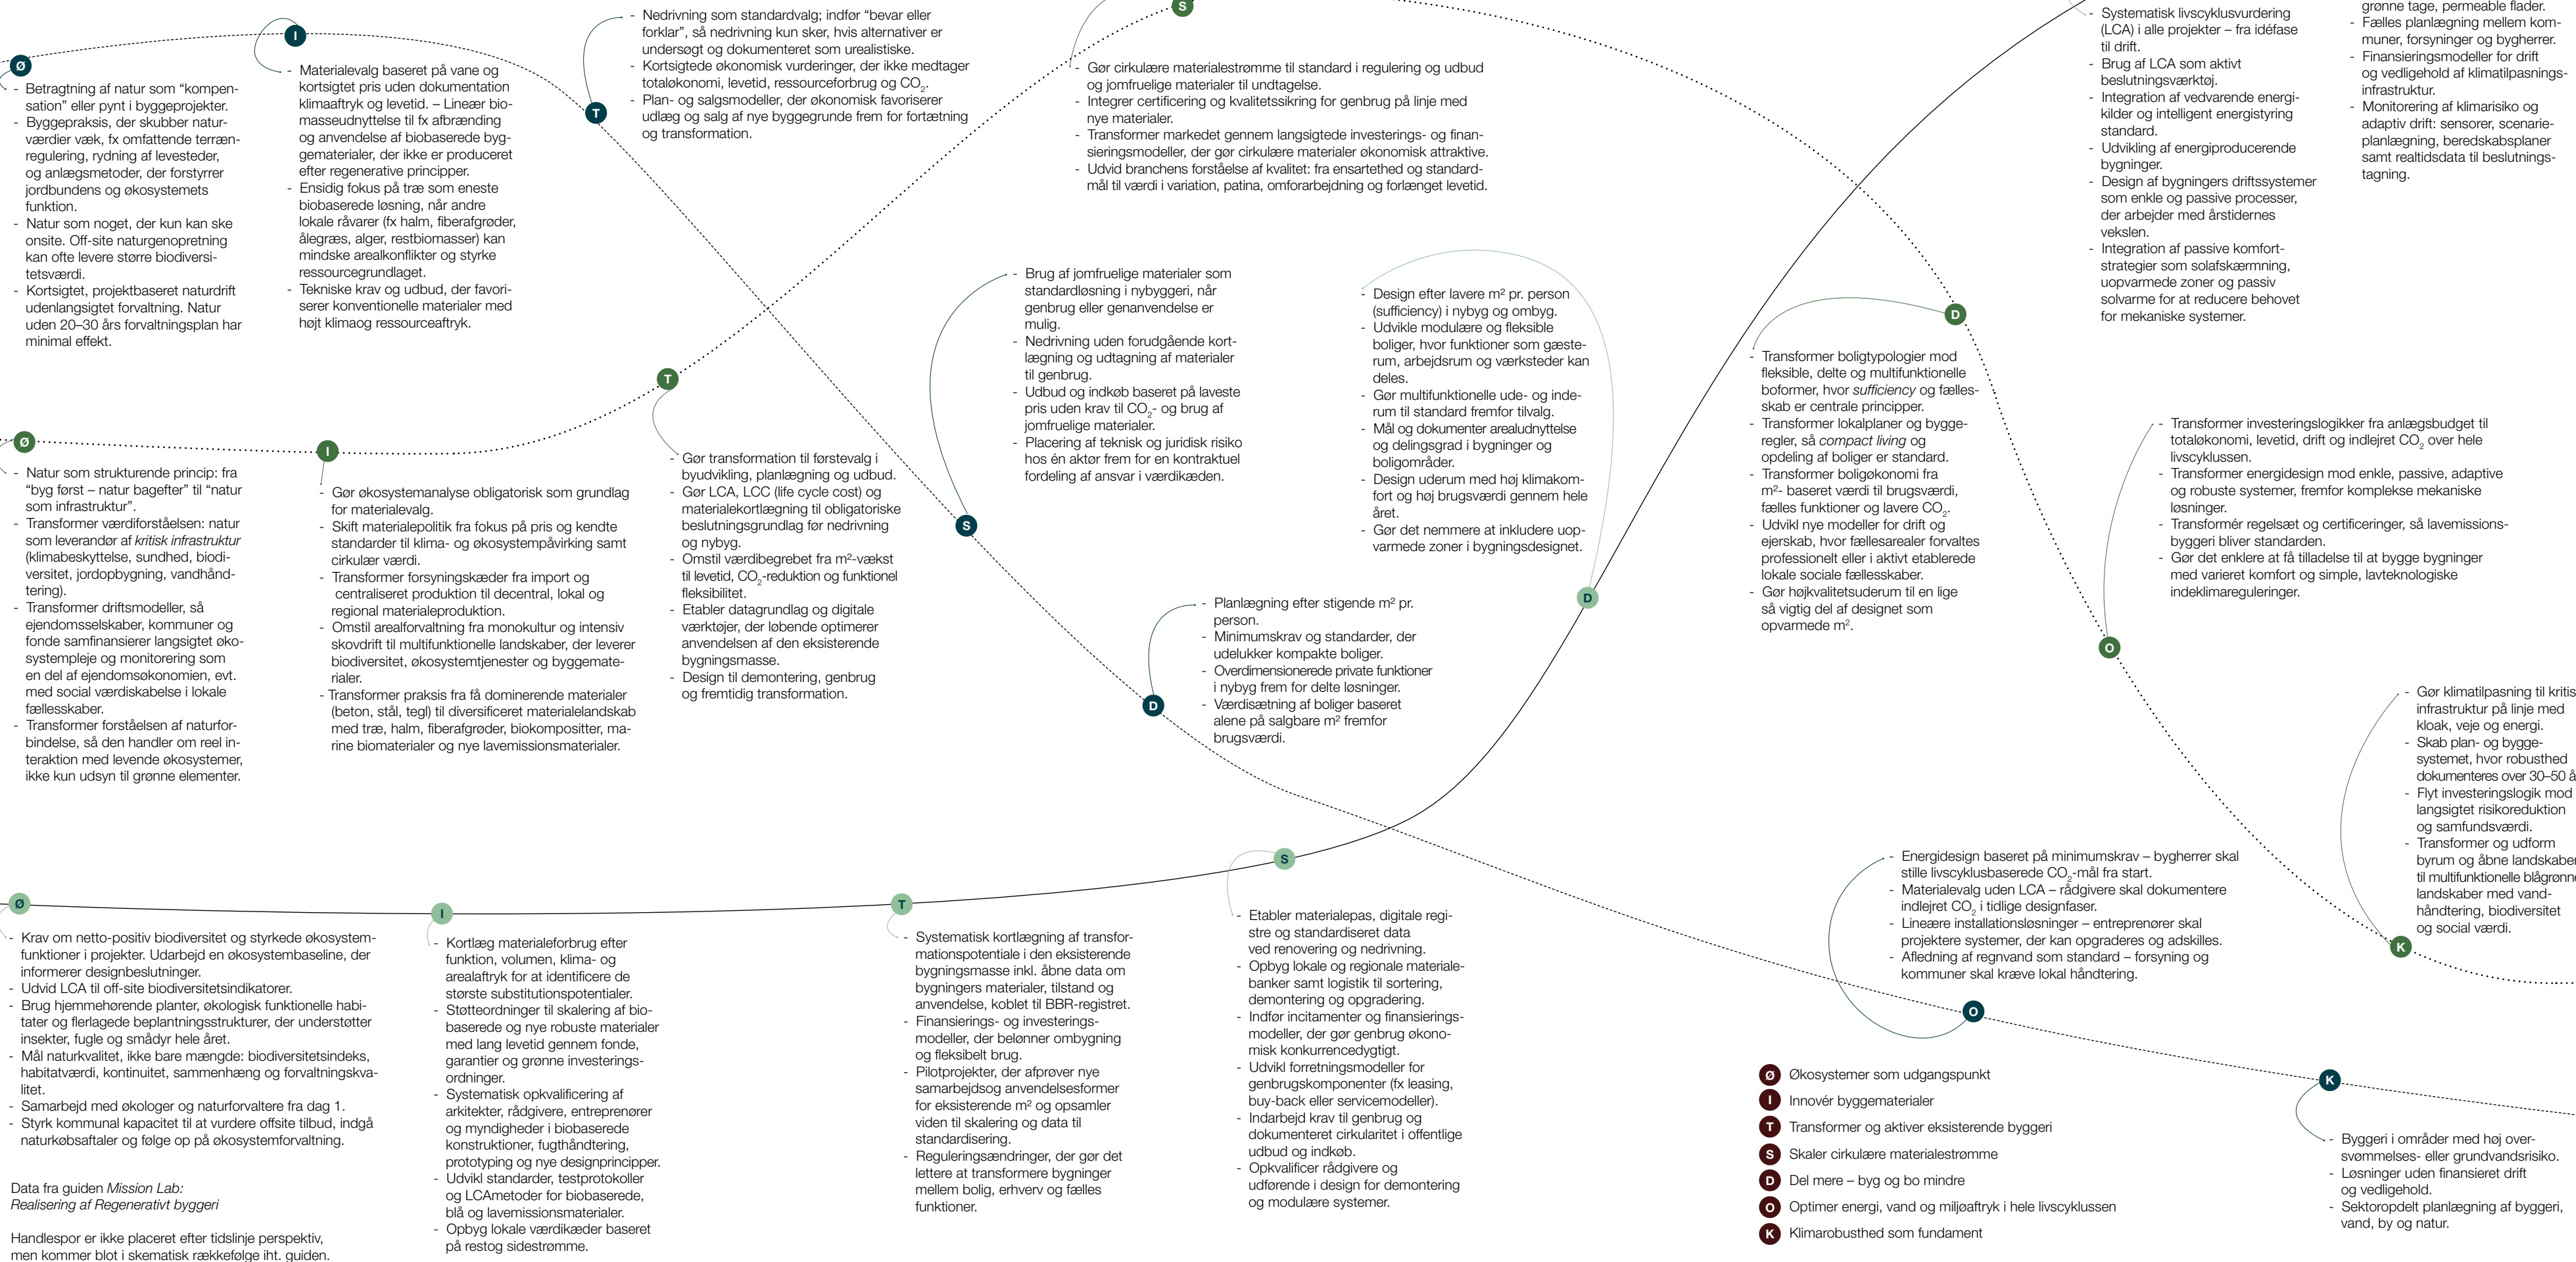 Ø
- Betragtning af natur som “kompen-
sation” eller pynt i byggeprojekter.
- Byggepraksis, der skubber natur-
værdier væk, fx omfattende terræn-
regulering, rydning af levesteder,
og anlægsmetoder, der forstyrrer
jordbundens og økosystemets
funktion.
- Natur som noget, der kun kan ske
onsite. Off-site naturgenopretning
kan ofte levere større biodiversi-
tetsværdi.
- Kortsigtet, projektbaseret naturdrift
udenlangsigtet forvaltning. Natur
uden 20–30 års forvaltningsplan har
minimal effekt.
I
- Materialevalg baseret på vane og
kortsigtet pris uden dokumentation
klimaaftryk og levetid. – Lineær bio-
masseudnyttelse til fx afbrænding
og anvendelse af biobaserede byg-
gematerialer, der ikke er produceret
efter regenerative principper.
- Ensidig fokus på træ som eneste
biobaserede løsning, når andre
lokale råvarer (fx halm, fiberafgrøder,
ålegræs, alger, restbiomasser) kan
mindske arealkonflikter og styrke
ressourcegrundlaget.
- Tekniske krav og udbud, der favori-
serer konventionelle materialer med
højt klimaog ressourceaftryk.
T
- Nedrivning som standardvalg; indfør “bevar eller
forklar”, så nedrivning kun sker, hvis alternativer er
undersøgt og dokumenteret som urealistiske.
- Kortsigtede økonomisk vurderinger, der ikke medtager
totaløkonomi, levetid, ressourceforbrug og CO₂.
- Plan- og salgsmodeller, der økonomisk favoriserer
udlæg og salg af nye byggegrunde frem for fortætning
og transformation.
S
- Gør cirkulære materialestrømme til standard i regulering og udbud
og jomfruelige materialer til undtagelse.
- Integrer certificering og kvalitetssikring for genbrug på linje med
nye materialer.
- Transformer markedet gennem langsigtede investerings- og finan-
sieringsmodeller, der gør cirkulære materialer økonomisk attraktive.
- Udvid branchens forståelse af kvalitet: fra ensartethed og standard-
mål til værdi i variation, patina, omforarbejdning og forlænget levetid.
- Systematisk livscyklusvurdering
(LCA) i alle projekter – fra idéfase
til drift.
- Brug af LCA som aktivt
beslutningsværktøj.
- Integration af vedvarende energi-
kilder og intelligent energistyring
standard.
- Udvikling af energiproducerende
bygninger.
- Design af bygningers driftssystemer
som enkle og passive processer,
der arbejder med årstidernes
vekslen.
- Integration af passive komfort-
strategier som solafskærmning,
uopvarmede zoner og passiv
solvarme for at reducere behovet
for mekaniske systemer.
grønne tage, permeable flader.
- Fælles planlægning mellem kom-
muner, forsyninger og bygherrer.
- Finansieringsmodeller for drift
og vedligehold af klimatilpasnings-
infrastruktur.
- Monitorering af klimarisiko og
adaptiv drift: sensorer, scenarie-
planlægning, beredskabsplaner
samt realtidsdata til beslutnings-
tagning.
Ø
- Natur som strukturende princip: fra
“byg først – natur bagefter” til “natur
som infrastruktur”.
- Transformer værdiforståelsen: natur
som leverandør af kritisk infrastruktur
(klimabeskyttelse, sundhed, biodi-
versitet, jordopbygning, vandhånd-
tering).
- Transformer driftsmodeller, så
ejendomsselskaber, kommuner og
fonde samfinansierer langsigtet øko-
systempleje og monitorering som
en del af ejendomsøkonomien, evt.
med social værdiskabelse i lokale
fællesskaber.
- Transformer forståelsen af naturfor-
bindelse, så den handler om reel in-
teraktion med levende økosystemer,
ikke kun udsyn til grønne elementer.
I
- Gør økosystemanalyse obligatorisk som grundlag
for materialevalg.
- Skift materialepolitik fra fokus på pris og kendte
standarder til klima- og økosystempåvirking samt
cirkulær værdi.
- Transformer forsyningskæder fra import og
centraliseret produktion til decentral, lokal og
regional materialeproduktion.
- Omstil arealforvaltning fra monokultur og intensiv
skovdrift til multifunktionelle landskaber, der leverer
biodiversitet, økosystemtjenester og byggemate-
rialer.
- Transformer praksis fra få dominerende materialer
(beton, stål, tegl) til diversificeret materialelandskab
med træ, halm, fiberafgrøder, biokompositter, ma-
rine biomaterialer og nye lavemissionsmaterialer.
T
- Gør transformation til førstevalg i
byudvikling, planlægning og udbud.
- Gør LCA, LCC (life cycle cost) og
materialekortlægning til obligatoriske
beslutningsgrundlag før nedrivning
og nybyg.
- Omstil værdibegrebet fra m²-vækst
til levetid, CO₂-reduktion og funktionel
fleksibilitet.
- Etabler datagrundlag og digitale
værktøjer, der løbende optimerer
anvendelsen af den eksisterende
bygningsmasse.
- Design til demontering, genbrug
og fremtidig transformation.
S
- Brug af jomfruelige materialer som
standardløsning i nybyggeri, når
genbrug eller genanvendelse er
mulig.
- Nedrivning uden forudgående kort-
lægning og udtagning af materialer
til genbrug.
- Udbud og indkøb baseret på laveste
pris uden krav til CO₂- og brug af
jomfruelige materialer.
- Placering af teknisk og juridisk risiko
hos én aktør frem for en kontraktuel
fordeling af ansvar i værdikæden.
D
- Planlægning efter stigende m² pr.
person.
- Minimumskrav og standarder, der
udelukker kompakte boliger.
- Overdimensionerede private funktioner
i nybyg frem for delte løsninger.
- Værdisætning af boliger baseret
alene på salgbare m² fremfor
brugsværdi.
- Design efter lavere m² pr. person
(sufficiency) i nybyg og ombyg.
- Udvikle modulære og fleksible
boliger, hvor funktioner som gæste-
rum, arbejdsrum og værksteder kan
deles.
- Gør multifunktionelle ude- og inde-
rum til standard fremfor tilvalg.
- Mål og dokumenter arealudnyttelse
og delingsgrad i bygninger og
boligområder.
- Design uderum med høj klimakom-
fort og høj brugsværdi gennem hele
året.
- Gør det nemmere at inkludere uop-
varmede zoner i bygningsdesignet.
D
D
- Transformer boligtypologier mod
fleksible, delte og multifunktionelle
boformer, hvor sufficiency og fælles-
skab er centrale principper.
- Transformer lokalplaner og bygge-
regler, så compact living og
opdeling af boliger er standard.
- Transformer boligøkonomi fra
m²- baseret værdi til brugsværdi,
fælles funktioner og lavere CO₂.
- Udvikl nye modeller for drift og
ejerskab, hvor fællesarealer forvaltes
professionelt eller i aktivt etablerede
lokale sociale fællesskaber.
- Gør højkvalitetsuderum til en lige
så vigtig del af designet som
opvarmede m².
- Transformer investeringslogikker fra anlægsbudget til
totaløkonomi, levetid, drift og indlejret CO₂ over hele
livscyklussen.
- Transformer energidesign mod enkle, passive, adaptive
og robuste systemer, fremfor komplekse mekaniske
løsninger.
- Transformér regelsæt og certificeringer, så lavemissions-
byggeri bliver standarden.
- Gør det enklere at få tilladelse til at bygge bygninger
med varieret komfort og simple, lavteknologiske
indeklimareguleringer.
O
- Gør klimatilpasning til kritis
infrastruktur på linje med
kloak, veje og energi.
- Skab plan- og bygge-
systemet, hvor robusthed
dokumenteres over 30–50 å
- Flyt investeringslogik mod
langsigtet risikoreduktion
og samfundsværdi.
- Transformer og udform
byrum og åbne landskaber
til multifunktionelle blågrønne
landskaber med vand-
håndtering, biodiversitet
og social værdi.
K
Ø
- Krav om netto-positiv biodiversitet og styrkede økosystem-
funktioner i projekter. Udarbejd en økosystembaseline, der
informerer designbeslutninger.
- Udvid LCA til off-site biodiversitetsindikatorer.
- Brug hjemmehørende planter, økologisk funktionelle habi-
tater og flerlagede beplantningsstrukturer, der understøtter
insekter, fugle og smådyr hele året.
- Mål naturkvalitet, ikke bare mængde: biodiversitetsindeks,
habitatværdi, kontinuitet, sammenhæng og forvaltningskva-
litet.
- Samarbejd med økologer og naturforvaltere fra dag 1.
- Styrk kommunal kapacitet til at vurdere offsite tilbud, indgå
naturkøbsaftaler og følge op på økosystemforvaltning.
Data fra guiden Mission Lab:
Realisering af Regenerativt byggeri
Handlespor er ikke placeret efter tidslinje perspektiv,
men kommer blot i skematisk rækkefølge iht. guiden.
I
- Kortlæg materialeforbrug efter
funktion, volumen, klima- og
arealaftryk for at identificere de
største substitutionspotentialer.
- Støtteordninger til skalering af bio-
baserede og nye robuste materialer
med lang levetid gennem fonde,
garantier og grønne investerings-
ordninger.
- Systematisk opkvalificering af
arkitekter, rådgivere, entreprenører
og myndigheder i biobaserede
konstruktioner, fugthåndtering,
prototyping og nye designprincipper.
- Udvikl standarder, testprotokoller
og LCAmetoder for biobaserede,
blå og lavemissionsmaterialer.
- Opbyg lokale værdikæder baseret
på restog sidestrømme.
T
- Systematisk kortlægning af transfor-
mationspotentiale i den eksisterende
bygningsmasse inkl. åbne data om
bygningers materialer, tilstand og
anvendelse, koblet til BBR-registret.
- Finansierings- og investerings-
modeller, der belønner ombygning
og fleksibelt brug.
- Pilotprojekter, der afprøver nye
samarbejdsog anvendelsesformer
for eksisterende m² og opsamler
viden til skalering og data til
standardisering.
- Reguleringsændringer, der gør det
lettere at transformere bygninger
mellem bolig, erhverv og fælles
funktioner.
S
- Etabler materialepas, digitale regi-
stre og standardiseret data
ved renovering og nedrivning.
- Opbyg lokale og regionale materiale-
banker samt logistik til sortering,
demontering og opgradering.
- Indfør incitamenter og finansierings-
modeller, der gør genbrug økono-
misk konkurrencedygtigt.
- Udvikl forretningsmodeller for
genbrugskomponenter (fx leasing,
buy-back eller servicemodeller).
- Indarbejd krav til genbrug og
dokumenteret cirkularitet i offentlige
udbud og indkøb.
- Opkvalificer rådgivere og
udførende i design for demontering
og modulære systemer.
- Energidesign baseret på minimumskrav – bygherrer skal
stille livscyklusbaserede CO₂-mål fra start.
- Materialevalg uden LCA – rådgivere skal dokumentere
indlejret CO₂ i tidlige designfaser.
- Lineære installationsløsninger – entreprenører skal
projektere systemer, der kan opgraderes og adskilles.
- Afledning af regnvand som standard – forsyning og
kommuner skal kræve lokal håndtering.
O
Ø Økosystemer som udgangspunkt
I Innovér byggematerialer
T Transformer og aktiver eksisterende byggeri
S Skaler cirkulære materialestrømme
D Del mere – byg og bo mindre
O Optimer energi, vand og miljøaftryk i hele livscyklussen
K Klimarobusthed som fundament
K
- Byggeri i områder med høj over-
svømmelses- eller grundvandsrisiko.
- Løsninger uden finansieret drift
og vedligehold.
- Sektoropdelt planlægning af byggeri,
vand, by og natur.